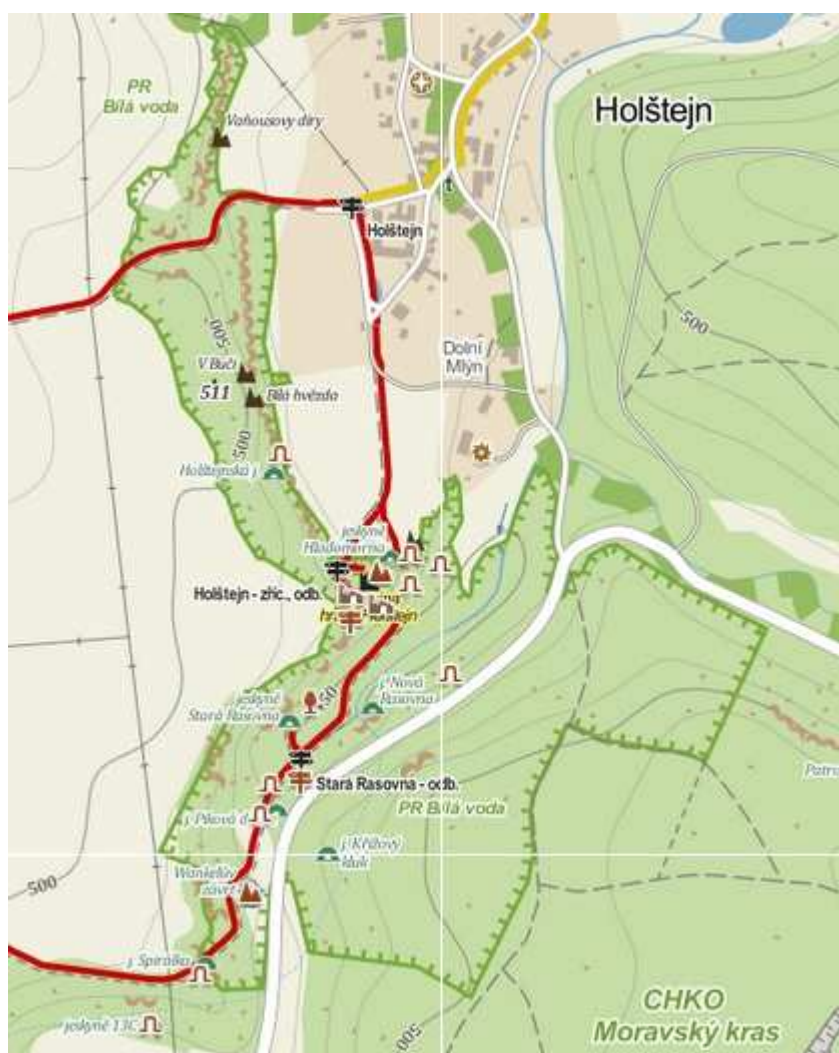 PR
Bílá voda
Vaňousovy díry
Holštejn
Holštejn
500
500
Dolní
Mlýn
V Buči
511
Bílá hvězda
500
Holštejnská j.
jeskyně
Hladomorna
Holštejn - zříc., odb.
j. Nová
Rasovna
jeskyně
Stará Rasovna
Stará Rasovna - odb.
PR Bílá voda
j. Křížový
kluk
Wankelův
závrt
500
j. Spirálka
jeskyně 13C
500
CHKO
Moravský kras